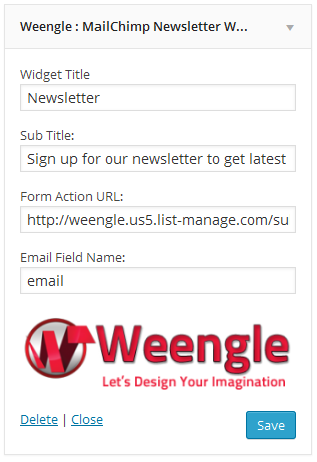 Weengle : MailChimp Newsletter W...
Widget Title
Newsletter
Sub Title:
Sign up for our newsletter to get latest
Form Action URL:
http://weengle.us5.list-manage.com/su
Email Field Name:
email
Weengle
Let's Design Your Imagination
Delete | Close
Save